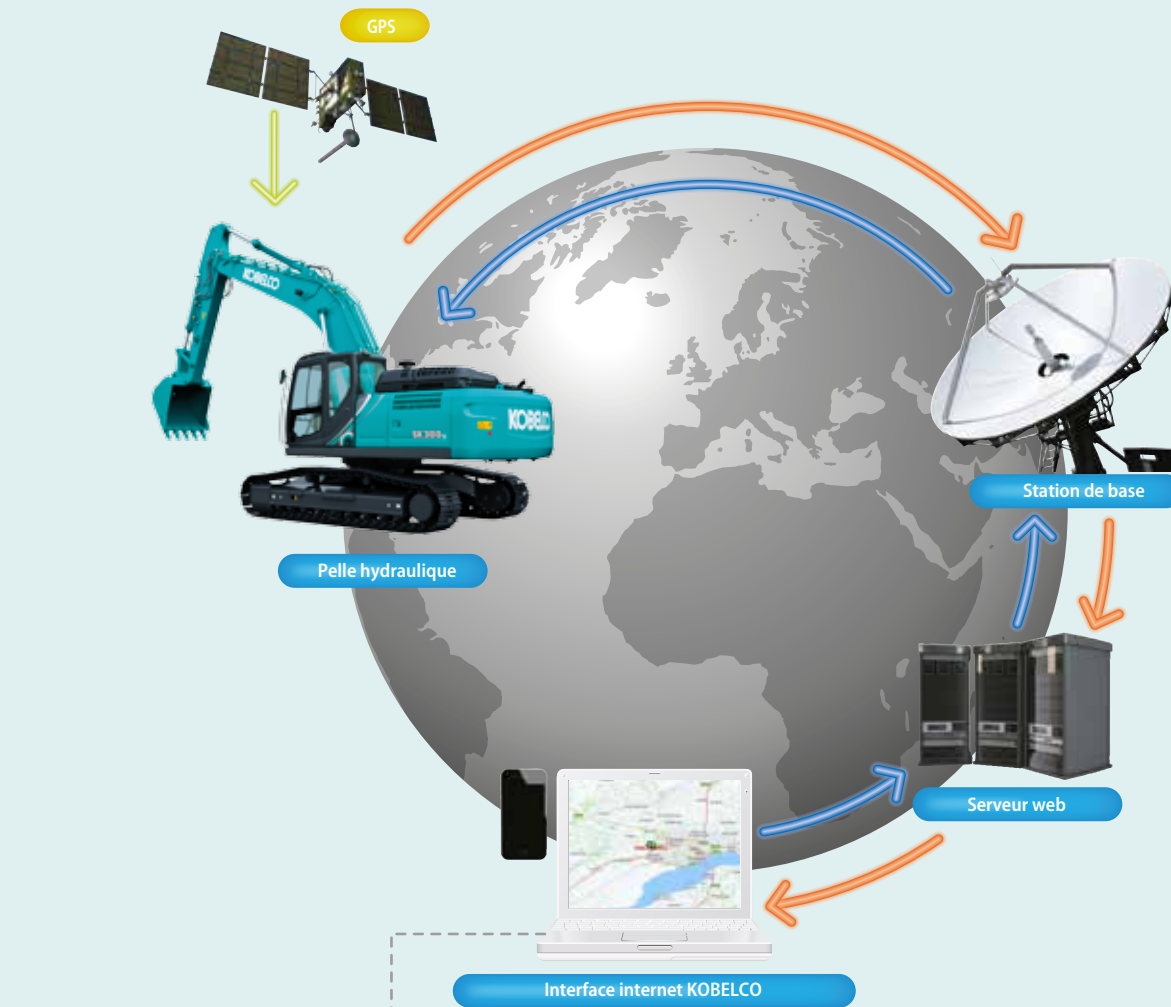 GPS
KOBELCO
KOBELCO
Station de base
Pelle hydraulique
Serveur web
Interface internet KOBELCO